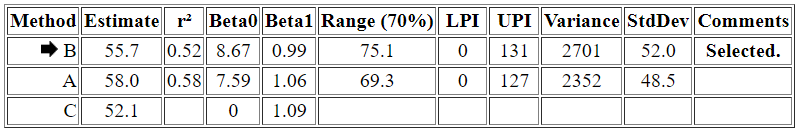 Method Estimate r² Beta0 Beta1 Range (70%) LPI UPI Variance StdDev Comments
🡆 B 55.7 0.52 8.67 0.99 75.1 0 131 2701 52.0 Selected.
A 58.0 0.58 7.59 1.06 69.3 0 127 2352 48.5
C 52.1 0 1.09